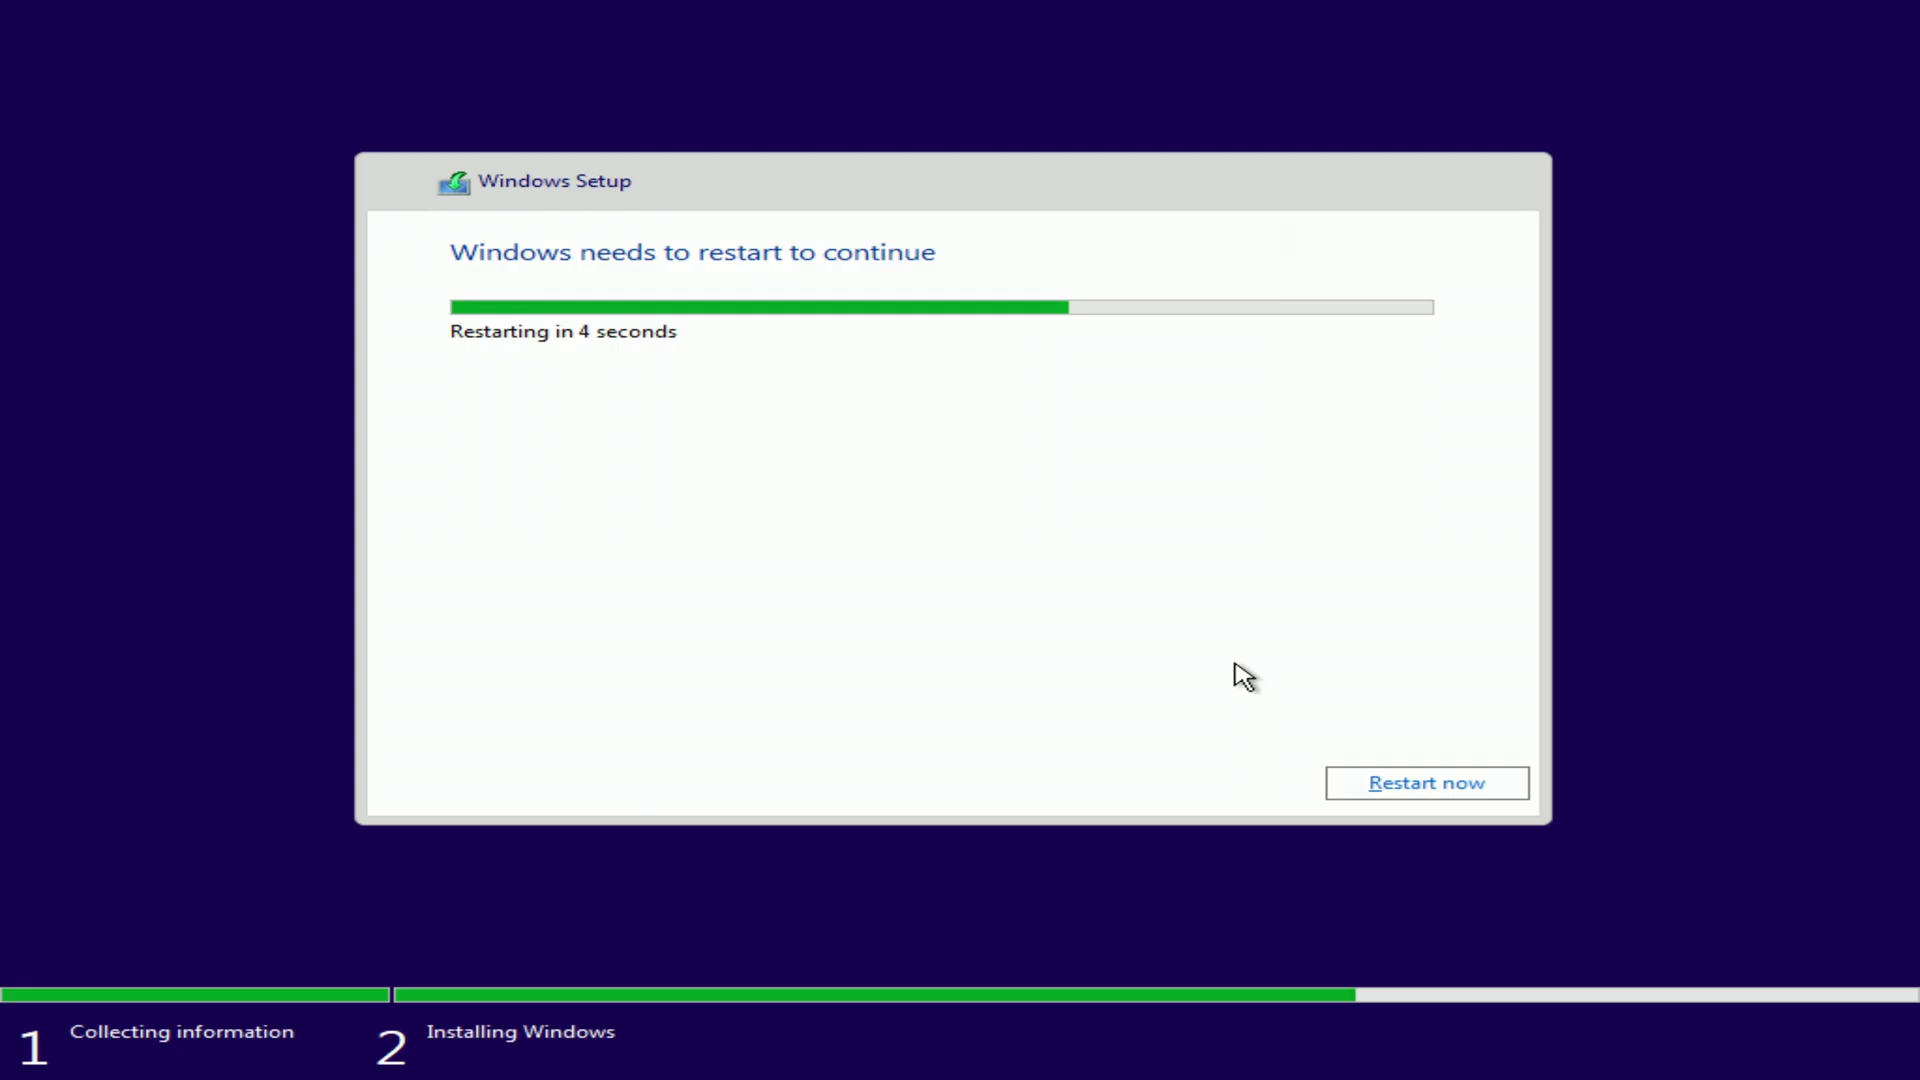 Windows Setup
Windows needs to restart to continue
Restarting in 4 seconds
Restart now
1 Collecting information
2 Installing Windows